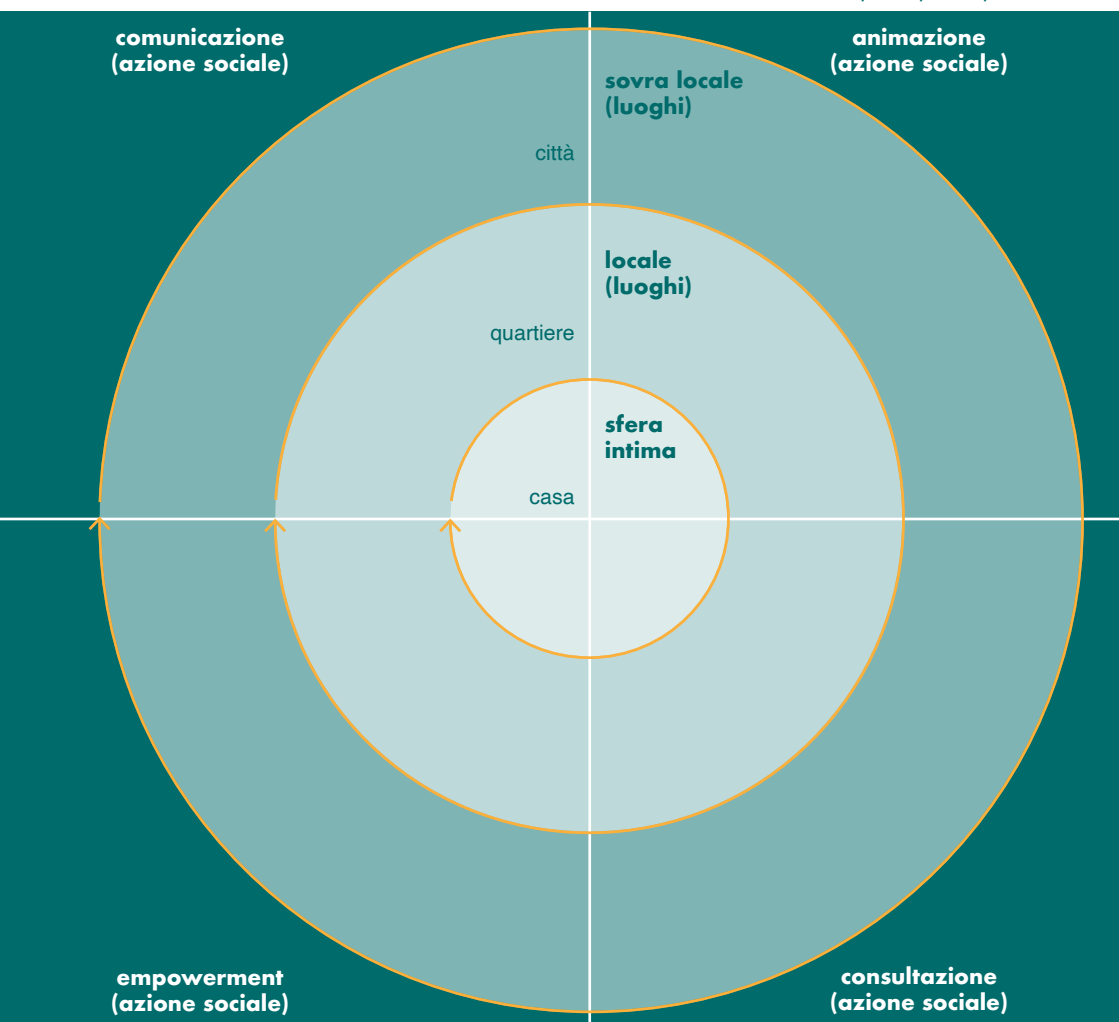 comunicazione
(azione sociale)
animazione
(azione sociale)
sovra locale
(luoghi)
città
locale
(luoghi)
quartiere
sfera
intima
casa
empowerment
(azione sociale)
consultazione
(azione sociale)